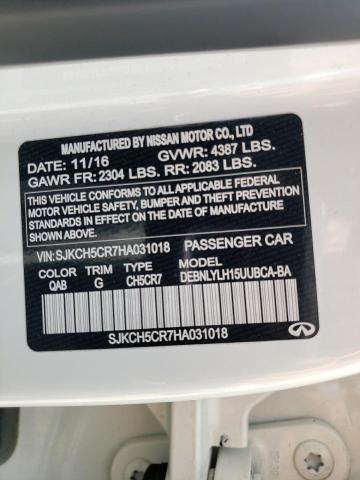 MANUFACTURED BY NISSAN MOTOR CO., LTD
DATE: 11/16 GVWR: 4387 LBS.
GAWR FR: 2304 LBS. RR: 2083 LBS.
THIS VEHICLE CONFORMS TO ALL APPLICABLE FEDERAL
MOTOR VEHICLE SAFETY, BUMPER AND THEFT PREVENTION
STANDARDS IN EFFECT ON THE DATE OF MANUFACTURE
SHOWN ABOVE.
VIN: SJKCH5CR7HA031018 PASSENGER CAR
COLOR TRIM TYPE MODEL
QAB G CH5CR7 DEBNLYLH15UUBCA-BA
SJKCH5CR7HA031018
INFINITI